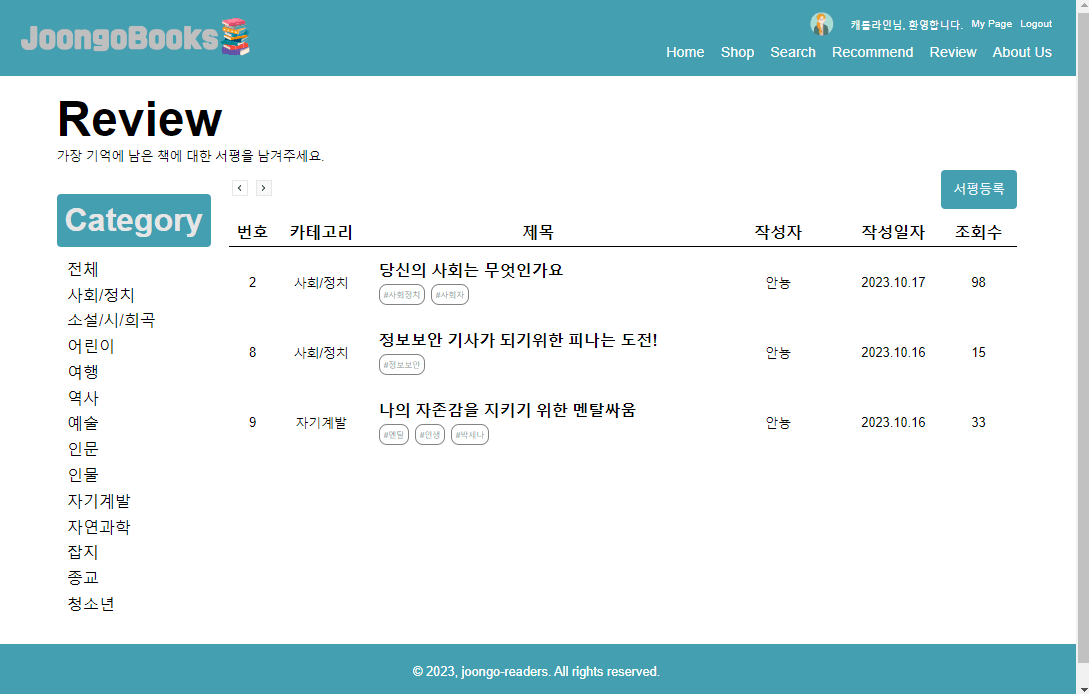 JoongoBooks
캐롤라인님, 환영합니다. My Page Logout
Home Shop Search Recommend Review About Us
Review
가장 기억에 남은 책에 대한 서평을 남겨주세요.
‹ ›
서평등록
Category
전체
사회/정치
소설/시/희곡
어린이
여행
역사
예술
인문
인물
자기계발
자연과학
잡지
종교
청소년
번호 카테고리 제목 작성자 작성일자 조회수
2 사회/정치 당신의 사회는 무엇인가요 안뇽 2023.10.17 98
#사회정치 #사회자
8 사회/정치 정보보안 기사가 되기위한 피나는 도전! 안뇽 2023.10.16 15
#정보보안
9 자기계발 나의 자존감을 지키기 위한 멘탈싸움 안뇽 2023.10.16 33
#멘탈 #인생 #박세나
© 2023, joongo-readers. All rights reserved.